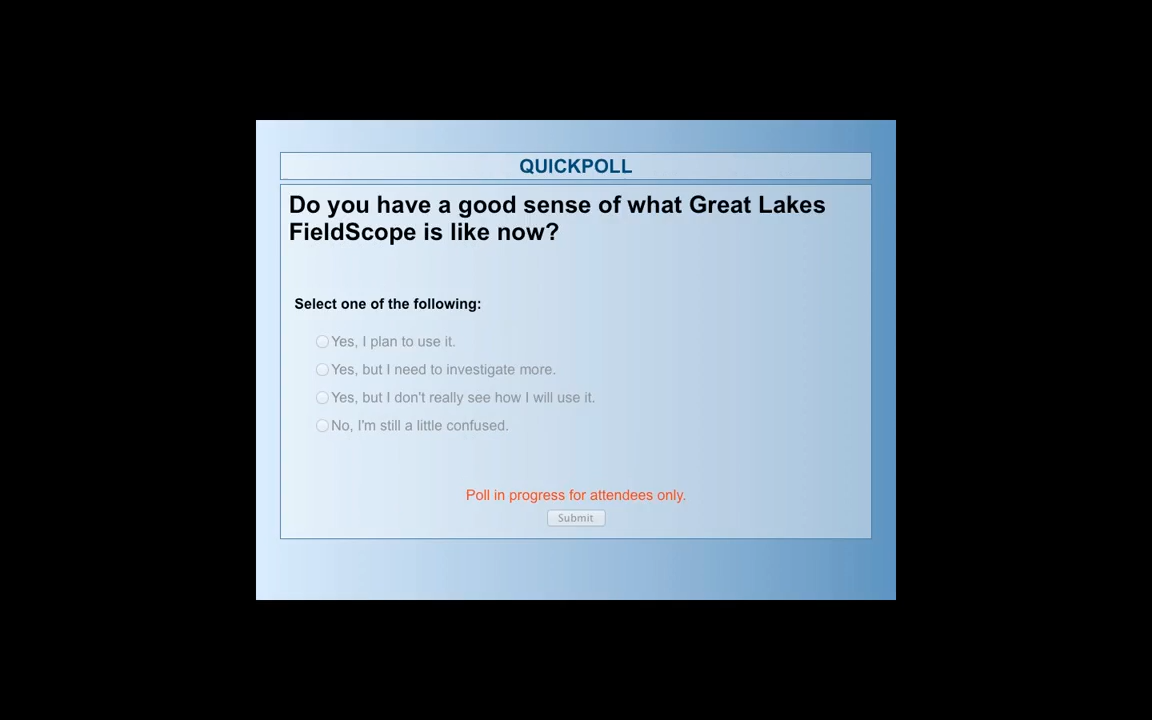 QUICKPOLL
Do you have a good sense of what Great Lakes
FieldScope is like now?
Select one of the following:
Yes, I plan to use it.
Yes, but I need to investigate more.
Yes, but I don't really see how I will use it.
No, I'm still a little confused.
Poll in progress for attendees only.
Submit